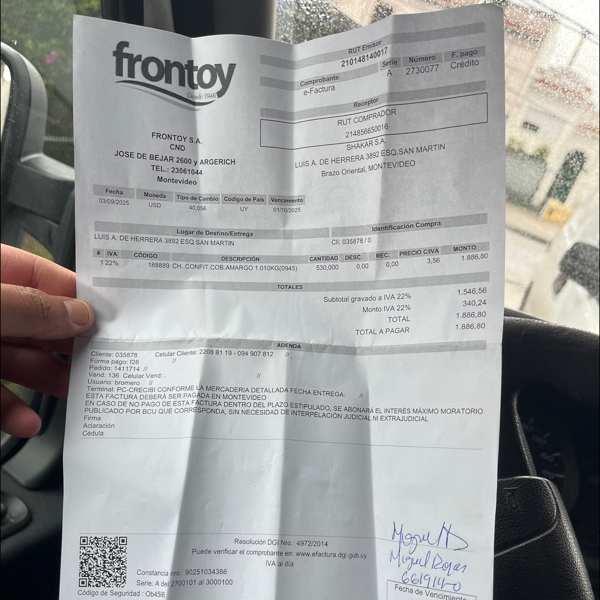 frontoy
Desde 1946
RUT Emisor
210148140017
Comprobante Serie Número F. pago
e-Factura A 2730077 Crédito
Receptor
RUT COMPRADOR
214856650016
SHAKAR S.A.
LUIS A. DE HERRERA 3892 ESQ.SAN MARTIN
Brazo Oriental, MONTEVIDEO
FRONTOY S.A.
CND
JOSE DE BEJAR 2600 y ARGERICH
TEL.: 23061044
Montevideo
Fecha Moneda Tipo de Cambio Código de País Vencimiento
03/09/2025 USD 40,056 UY 01/10/2025
Lugar de Destino/Entrega Identificación Compra
LUIS A. DE HERRERA 3892 ESQ.SAN MARTIN Cli: 035878 / 0
# IVA CÓDIGO DESCRIPCIÓN CANTIDAD DESC. REC. PRECIO C/IVA MONTO
1 22% 188889 CH. CONFIT.COB.AMARGO 1.010KG(0945) 530,000 0,00 0,00 3,56 1.886,80
TOTALES
Subtotal gravado a IVA 22% 1.546,56
Monto IVA 22% 340,24
TOTAL 1.886,80
TOTAL A PAGAR 1.886,80
ADENDA
Cliente: 035878 Celular Cliente: 2208 81 19 - 094 907 812 //
Forma pago: f28 //
Pedido: 1411714 //
Vend: 136 Celular Vend: . //
Usuario: bromero //
Terminal: PC-CRECIBI CONFORME LA MERCADERIA DETALLADA FECHA ENTREGA: //
ESTA FACTURA DEBERÁ SER PAGADA EN MONTEVIDEO
EN CASO DE NO PAGO DE ESTA FACTURA DENTRO DEL PLAZO ESTIPULADO, SE ABONARÁ EL INTERÉS MÁXIMO MORATORIO
PUBLICADO POR BCU QUE CORRESPONDA, SIN NECESIDAD DE INTERPELACIÓN JUDICIAL NI EXTRAJUDICIAL
Firma
Aclaración
Cédula
Resolución DGI Nro.: 4972/2014
Puede verificar el comprobante en: www.efactura.dgi.gub.uy
IVA al día
Constancia nro.: 90251034386
Serie: A del 2700101 al 3000100
Código de Seguridad : Ob4S6
Miguel
Miguel Rojas
661911-0
Fecha de Vencimiento